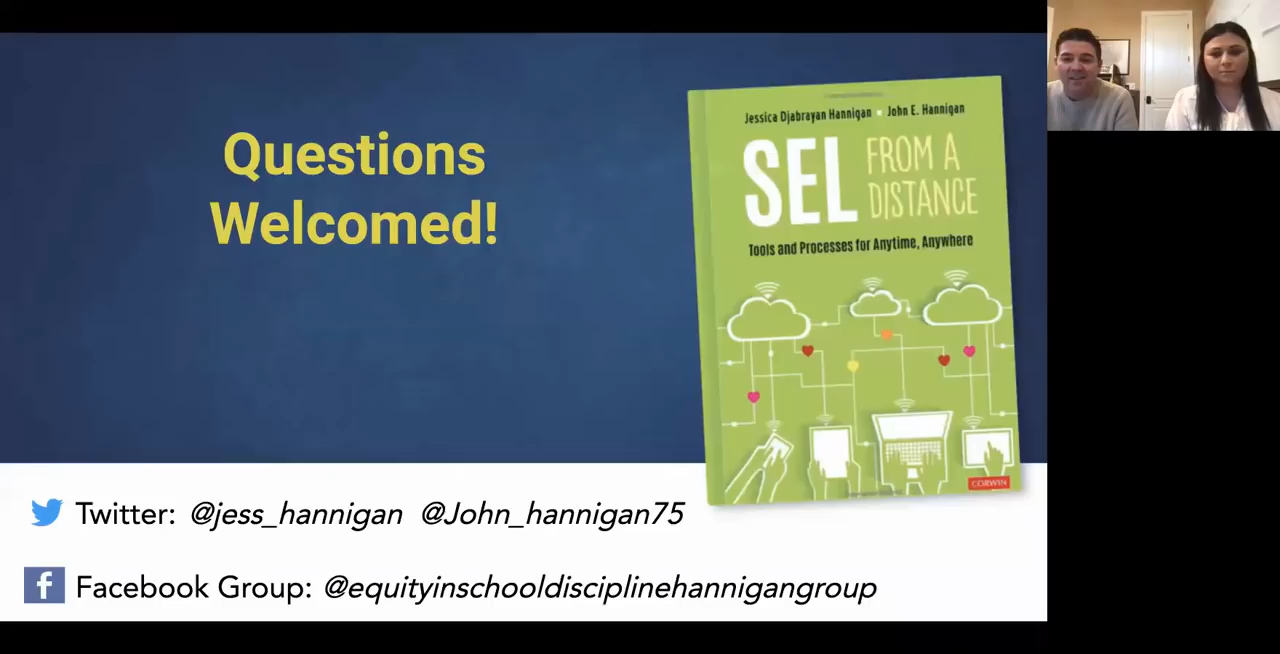 Questions
Welcomed!
Jessica Djabrayan Hannigan John E. Hannigan
SEL FROM A
DISTANCE
Tools and Processes for Anytime, Anywhere
CORWIN
Twitter: @jess_hannigan @John_hannigan75
f Facebook Group: @equityinschooldisciplinehannigangroup